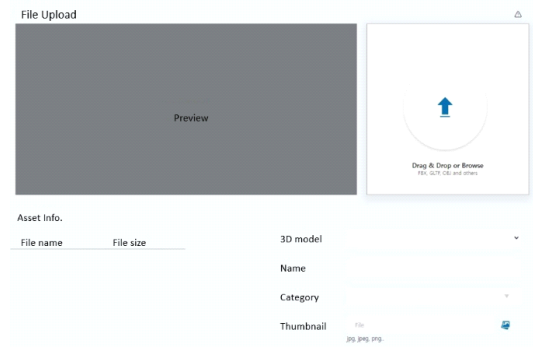 File Upload
Preview
Drag & Drop or Browse
FBX, GLTF, OBJ and others
Asset Info.
File name File size
3D model
Name
Category
Thumbnail File
jpg, jpeg, png..